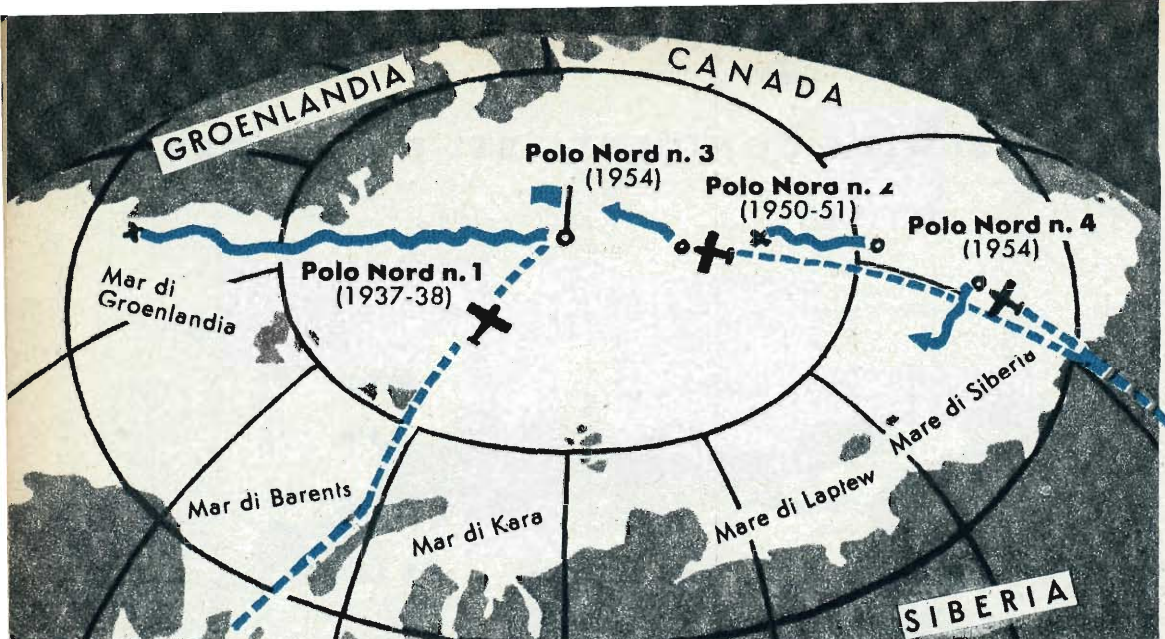 GROENLANDIA
CANADA
Polo Nord n. 3
(1954)
Polo Nord n.
(1950-51)
Polo Nord n. 4
(1954)
Polo Nord n. 1
(1937-38)
Mar di
Groenlandia
Mare di Siberia
Mar di Barents
Mar di Kara
Mare di Laptew
SIBERIA